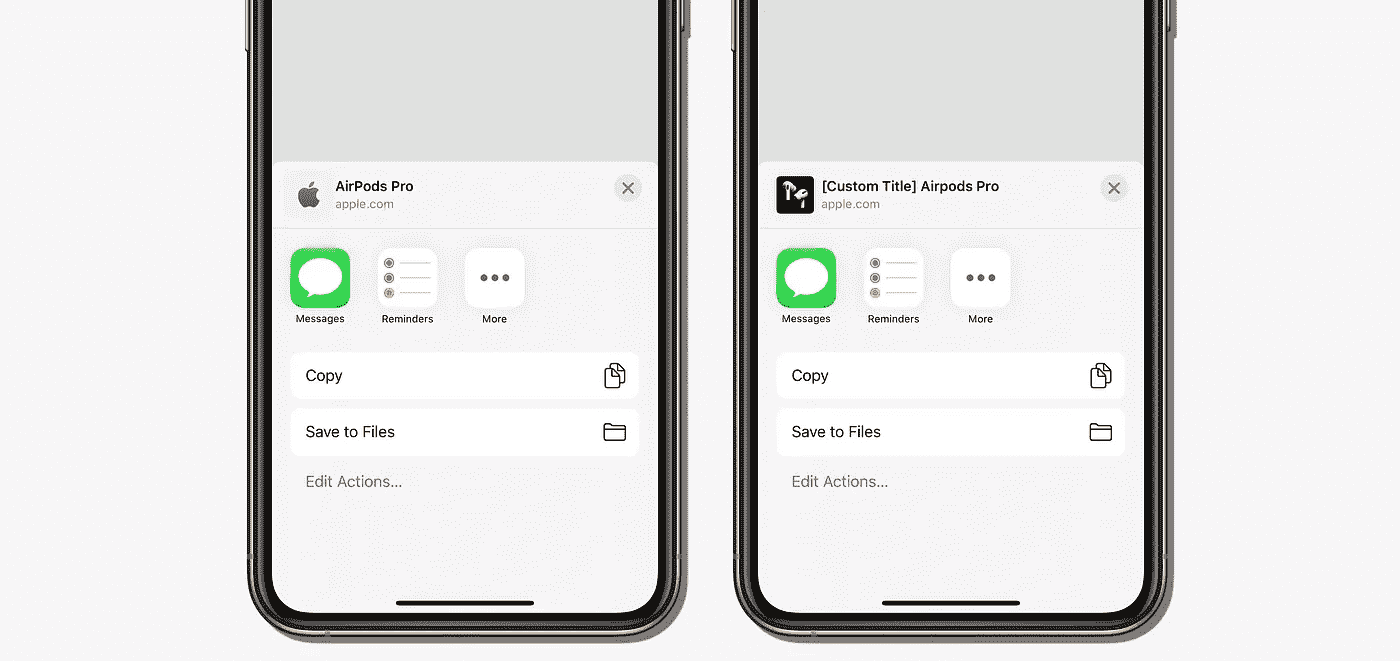 AirPods Pro
apple.com
Messages
Reminders
More
Copy
Save to Files
Edit Actions...
[Custom Title] Airpods Pro
apple.com
Messages
Reminders
More
Copy
Save to Files
Edit Actions...